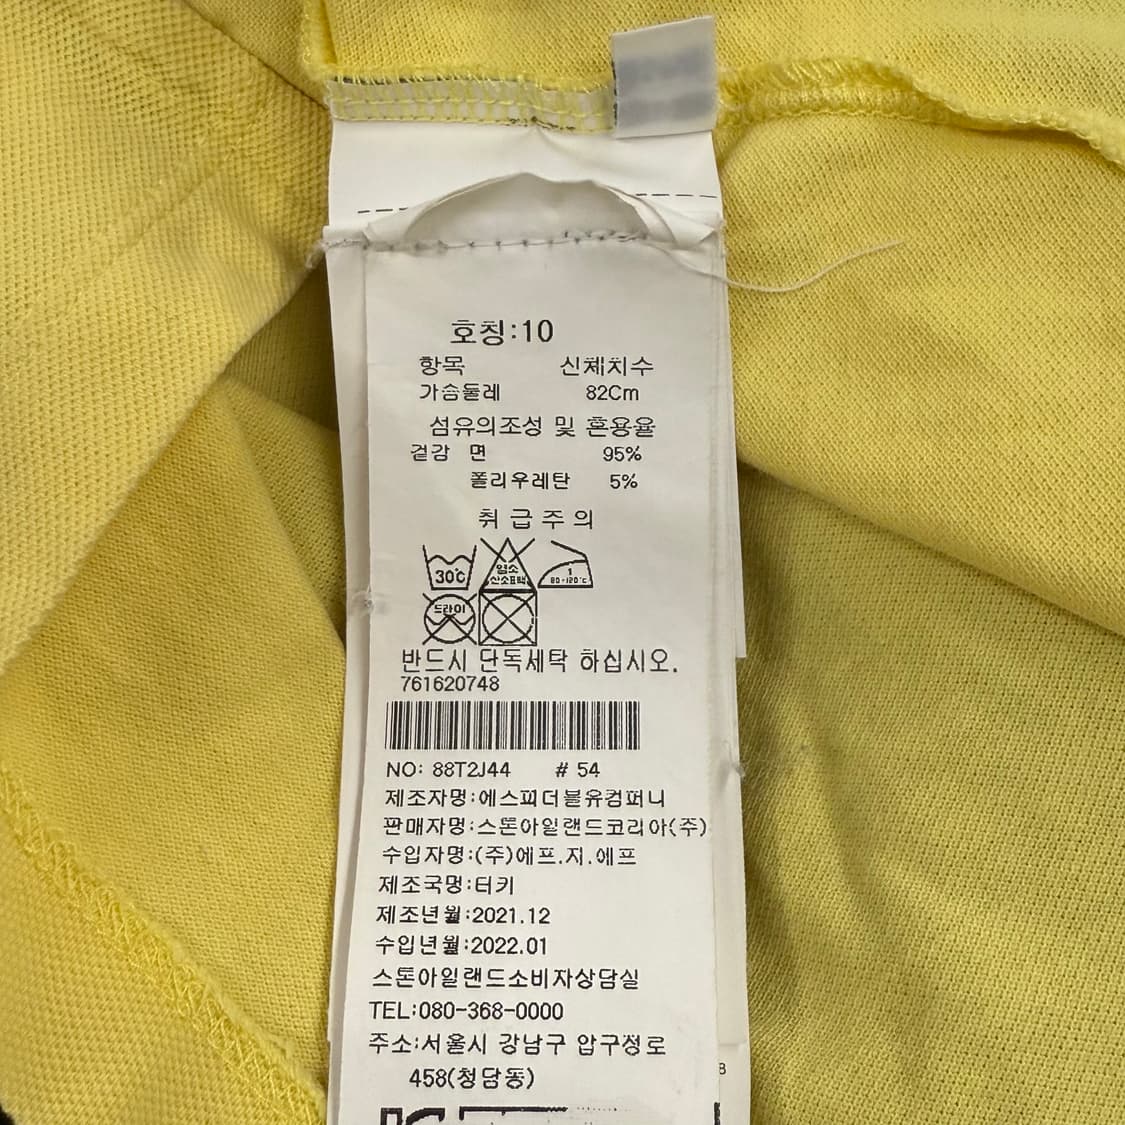 호칭:10
항목 신체치수
가슴둘레 82Cm
섬유의조성 및 혼용율
겉감 면 95%
폴리우레탄 5%
취급주의
30℃ 염소 산소표백 1 80-120℃
드라이
반드시 단독세탁 하십시오.
761620748
NO: 88T2J44 # 54
제조자명:에스피더블유컴퍼니
판매자명:스톤아일랜드코리아(주)
수입자명:(주)에프.지.에프
제조국명:터키
제조년월:2021.12
수입년월:2022.01
스톤아일랜드소비자상담실
TEL:080-368-0000
주소:서울시 강남구 압구정로
458(청담동)